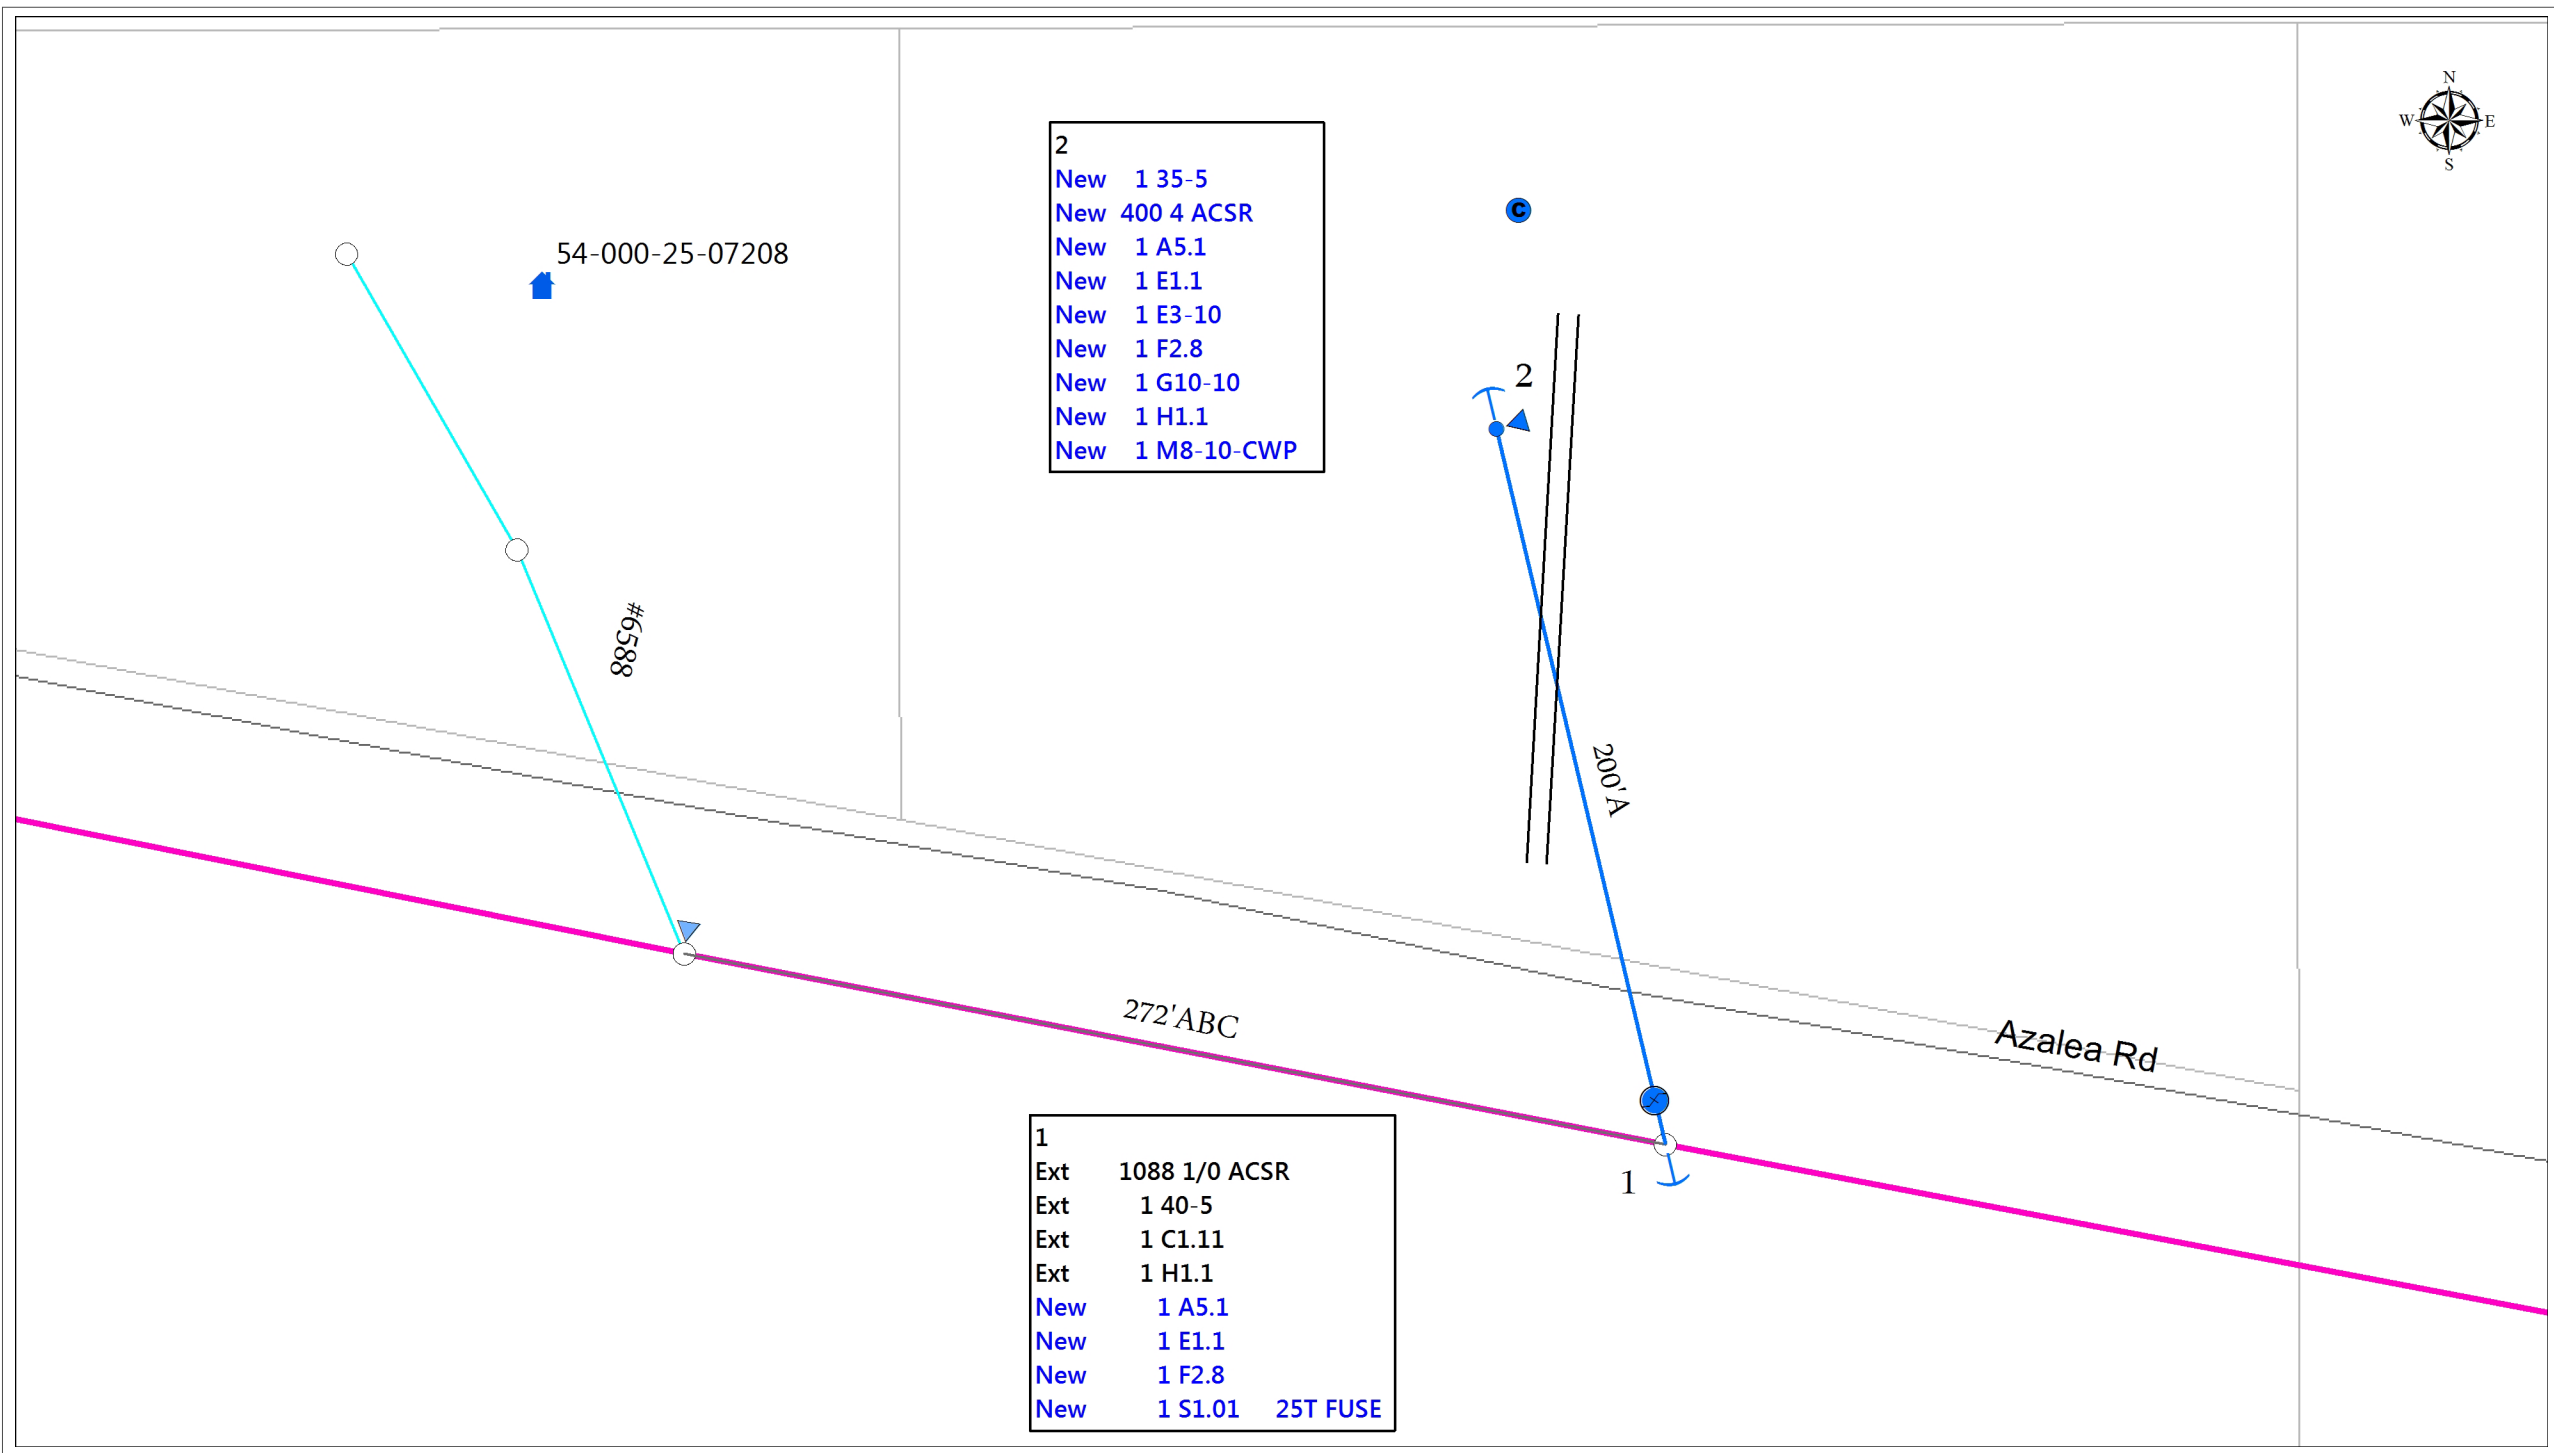 N
W E
S
2
New 1 35-5
New 400 4 ACSR
New 1 A5.1
New 1 E1.1
New 1 E3-10
New 1 F2.8
New 1 G10-10
New 1 H1.1
New 1 M8-10-CWP
C
54-000-25-07208
2
#6588
200'A
272'ABC
Azalea Rd
1
1
Ext 1088 1/0 ACSR
Ext 1 40-5
Ext 1 C1.11
Ext 1 H1.1
New 1 A5.1
New 1 E1.1
New 1 F2.8
New 1 S1.01 25T FUSE